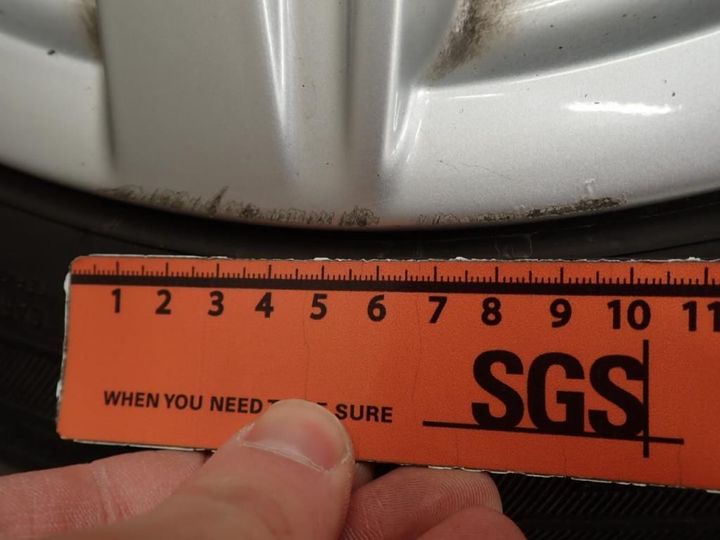 1 2 3 4 5 6 7 8 9 10 11
SGS
WHEN YOU NEED SURE